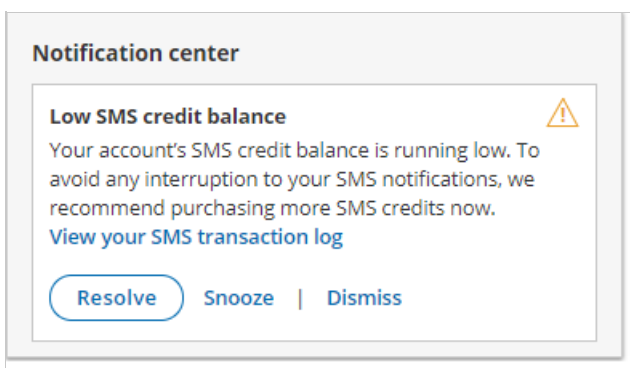 Notification center
Low SMS credit balance
Your account's SMS credit balance is running low. To
avoid any interruption to your SMS notifications, we
recommend purchasing more SMS credits now.
View your SMS transaction log
Resolve Snooze | Dismiss